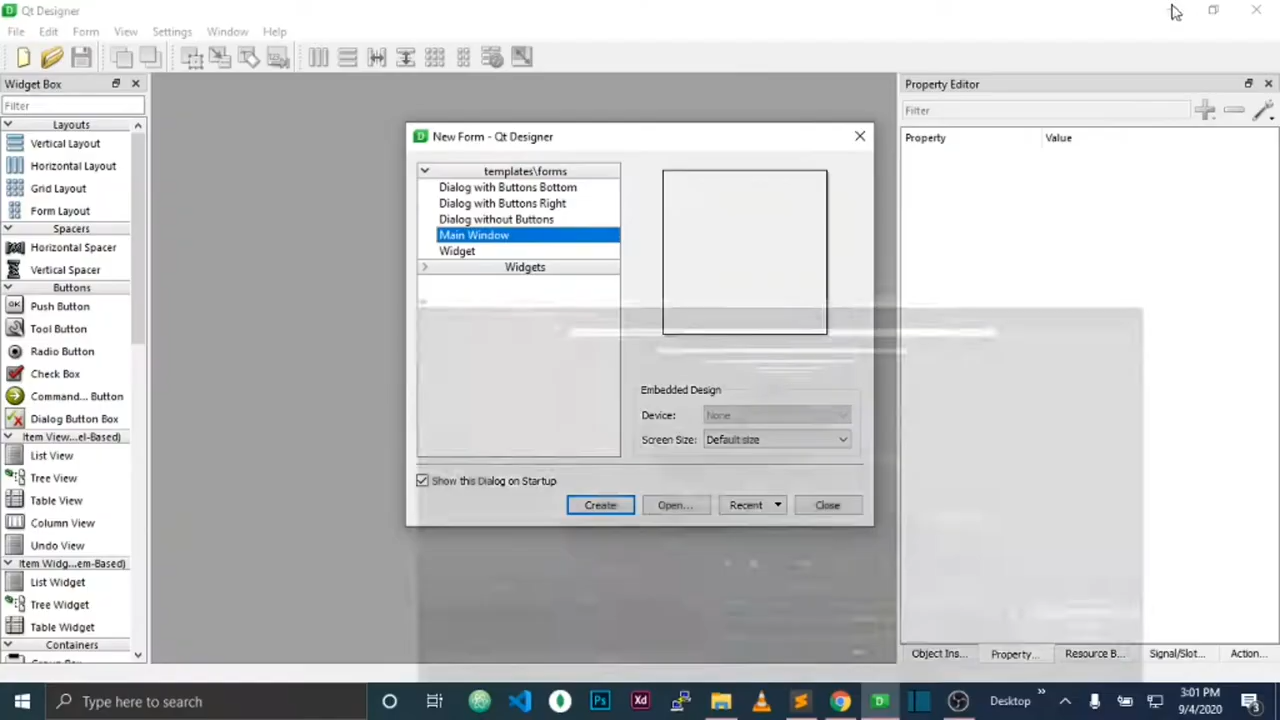 Qt Designer
File Edit Form View Settings Window Help
Widget Box
Filter
Layouts
Vertical Layout
Horizontal Layout
Grid Layout
Form Layout
Spacers
Horizontal Spacer
Vertical Spacer
Buttons
Push Button
Tool Button
Radio Button
Check Box
Command... Button
Dialog Button Box
Item View...el-Based)
List View
Tree View
Table View
Column View
Undo View
Item Widg...em-Based)
List Widget
Tree Widget
Table Widget
Containers
New Form - Qt Designer
templates\forms
Dialog with Buttons Bottom
Dialog with Buttons Right
Dialog without Buttons
Main Window
Widget
Widgets
Embedded Design
Device: None
Screen Size: Default size
Show this Dialog on Startup
Create Open... Recent Close
Property Editor
Filter
Property Value
Object Ins... Property... Resource B... Signal/Slot... Action...
Type here to search
Desktop
3:01 PM
9/4/2020
3